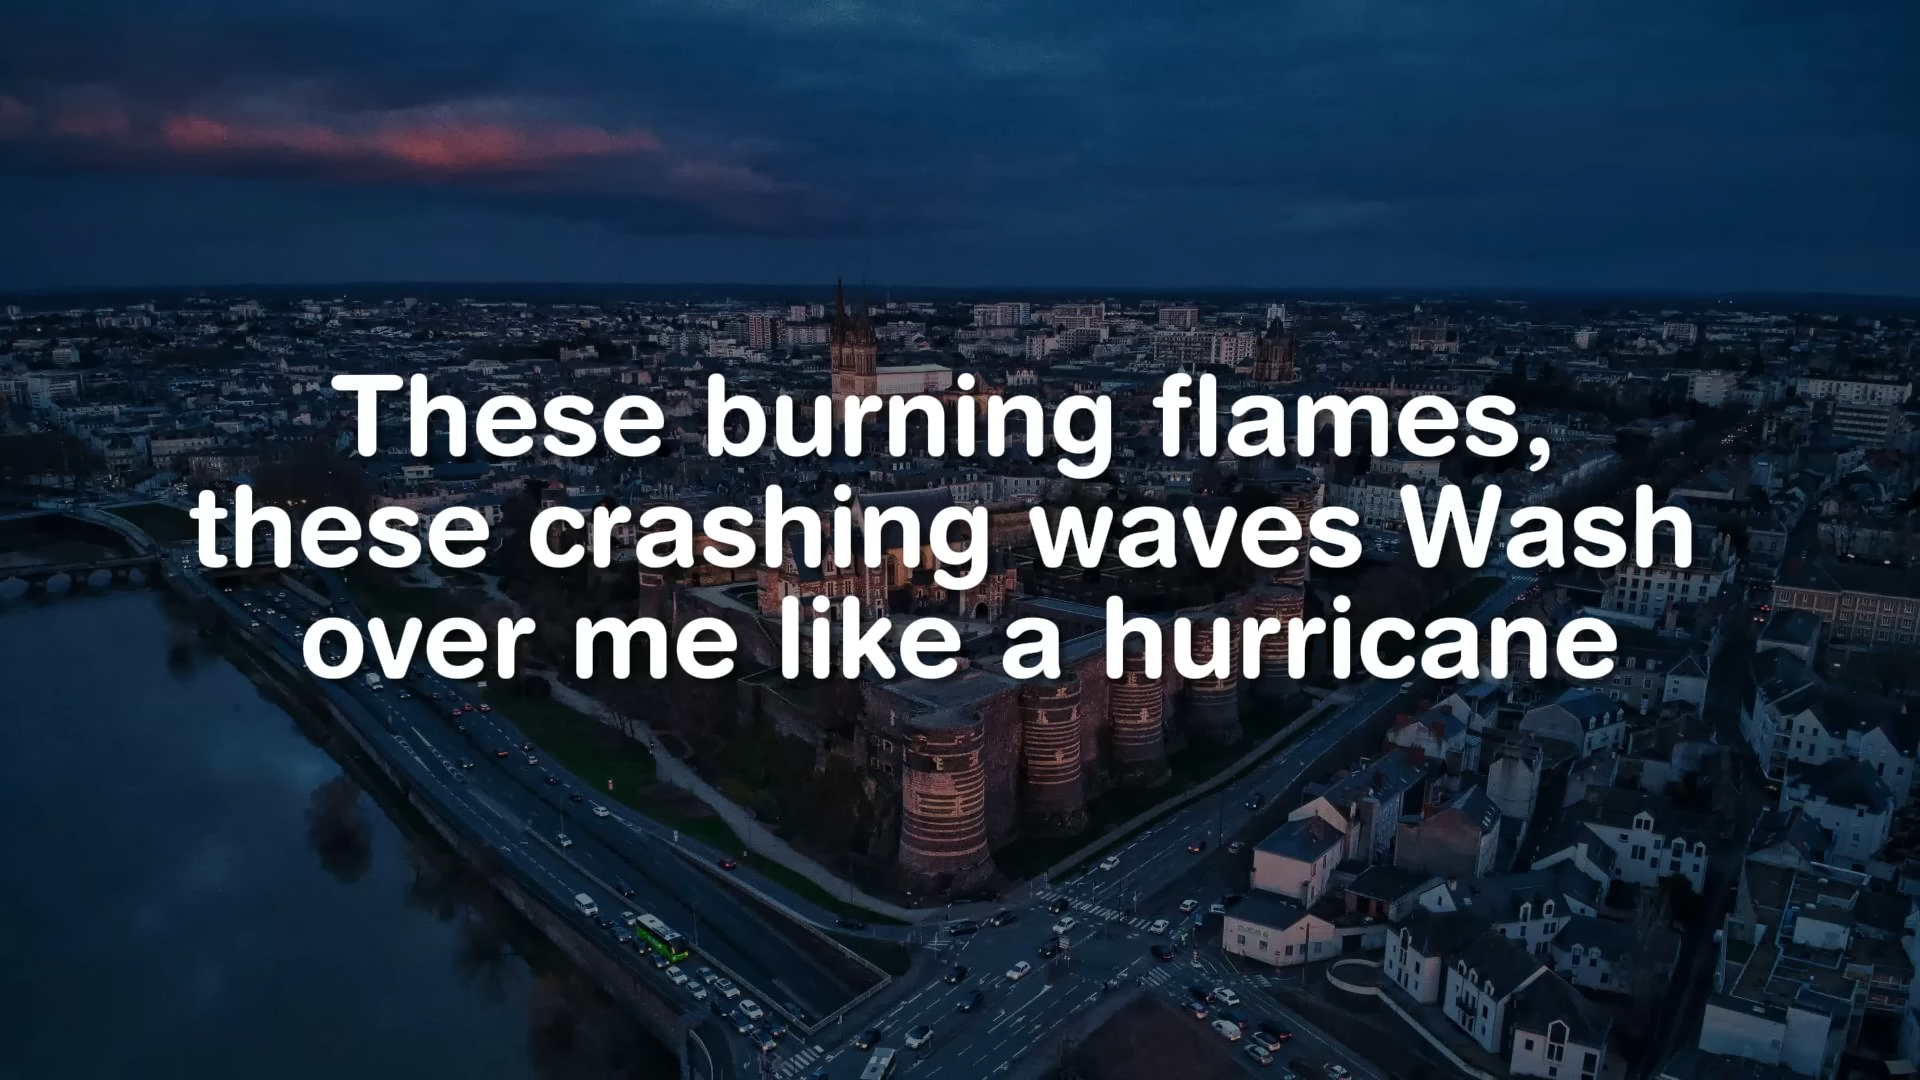 These burning flames,
these crashing waves Wash
over me like a hurricane